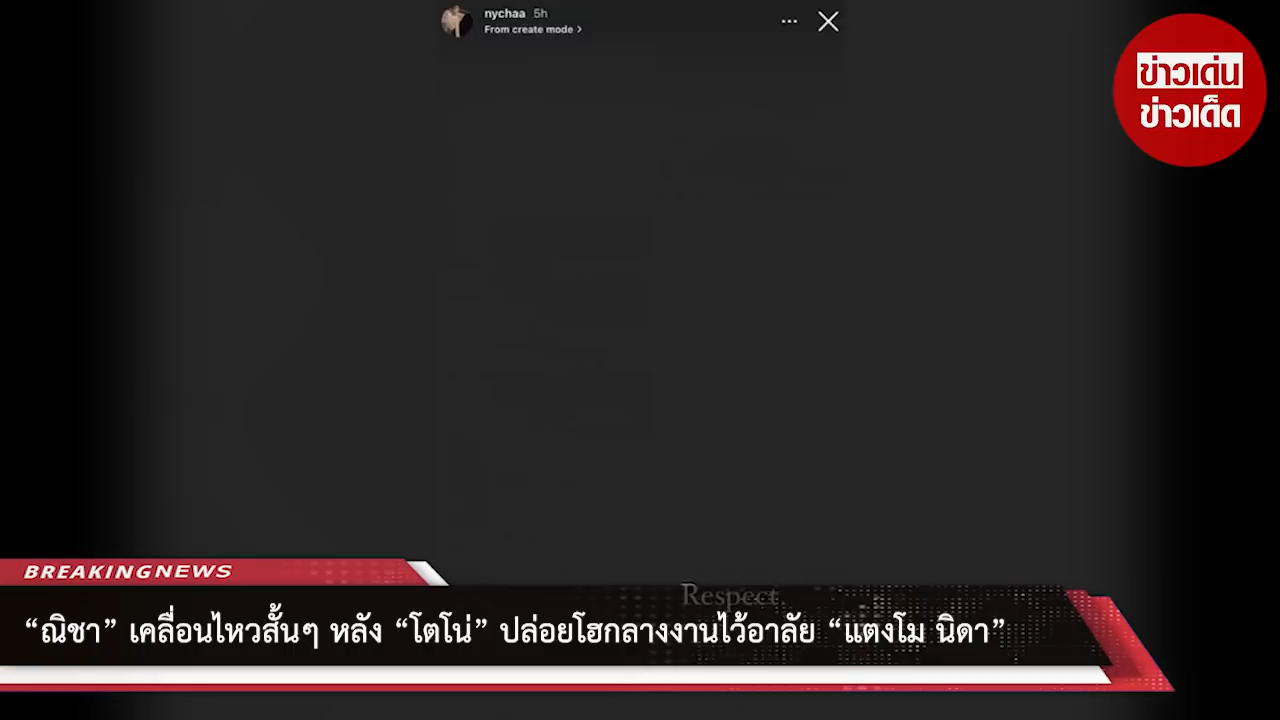 nychaa 5h
From create mode >
ข่าวเด่น
ข่าวเด็ด
BREAKINGNEWS
Respect
“ณิชา” เคลื่อนไหวสั้นๆ หลัง “โตโน่” ปล่อยโฮกลางงานไว้อาลัย “แตงโม นิดา”